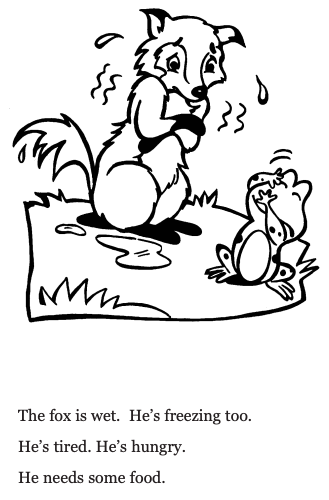 The fox is wet.  He's freezing too.
He's tired. He's hungry.
He needs some food.